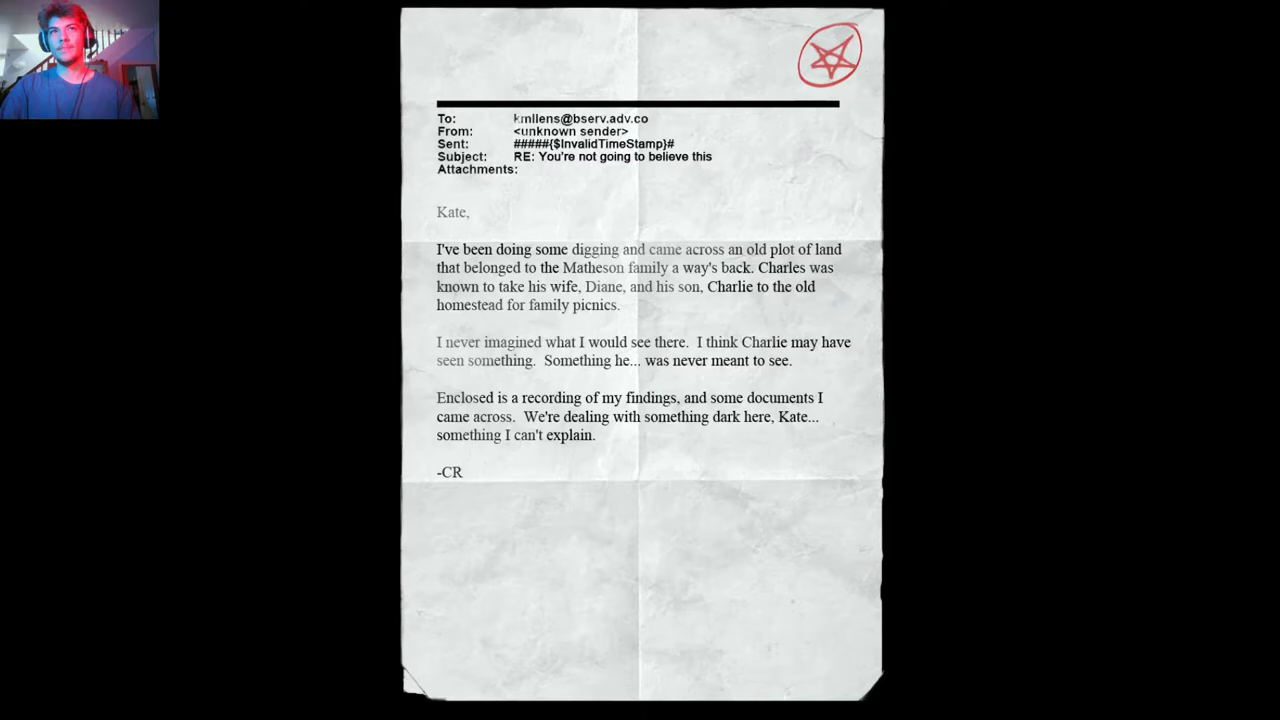 To: kmllens@bserv.adv.co
From: <unknown sender>
Sent: #####{$InvalidTimeStamp}#
Subject: RE: You're not going to believe this
Attachments:
Kate,
I've been doing some digging and came across an old plot of land
that belonged to the Matheson family a way's back. Charles was
known to take his wife, Diane, and his son, Charlie to the old
homestead for family picnics.
I never imagined what I would see there. I think Charlie may have
seen something. Something he... was never meant to see.
Enclosed is a recording of my findings, and some documents I
came across. We're dealing with something dark here, Kate...
something I can't explain.
-CR